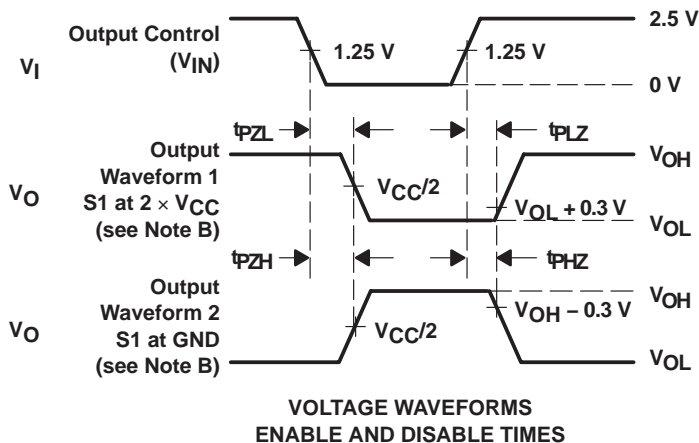 Output Control
(VIN)
VI
1.25 V
1.25 V
2.5 V
0 V
tPZL
tPLZ
Output
Waveform 1
S1 at 2 × VCC
(see Note B)
VO
VCC/2
VOL + 0.3 V
VOH
VOL
tPZH
tPHZ
Output
Waveform 2
S1 at GND
(see Note B)
VO
VCC/2
VOH − 0.3 V
VOH
VOL
VOLTAGE WAVEFORMS
ENABLE AND DISABLE TIMES